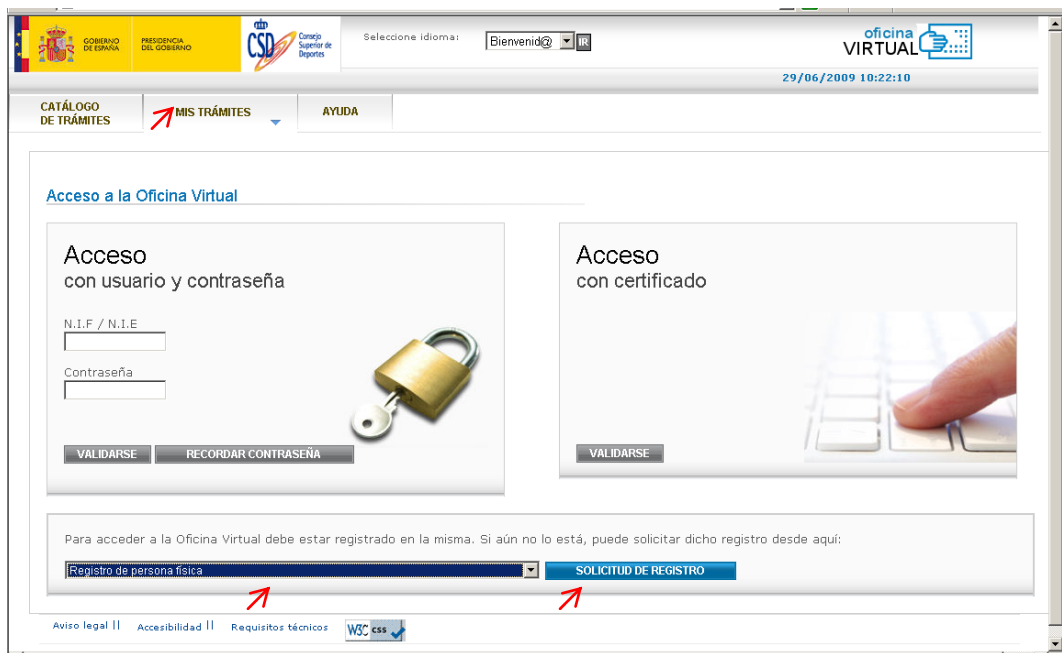 GOBIERNO
DE ESPAÑA
PRESIDENCIA
DEL GOBIERNO
CSD
Consejo
Superior de
Deportes
Seleccione idioma:
Bienvenid@
IR
oficina
VIRTUAL
29/06/2009 10:22:10
CATÁLOGO
DE TRÁMITES
MIS TRÁMITES
AYUDA
Acceso a la Oficina Virtual
Acceso
con usuario y contraseña
N.I.F / N.I.E
Contraseña
VALIDARSE
RECORDAR CONTRASEÑA
Acceso
con certificado
VALIDARSE
Para acceder a la Oficina Virtual debe estar registrado en la misma. Si aún no lo está, puede solicitar dicho registro desde aquí:
Registro de persona física
SOLICITUD DE REGISTRO
Aviso legal || Accesibilidad || Requisitos técnicos
W3C css